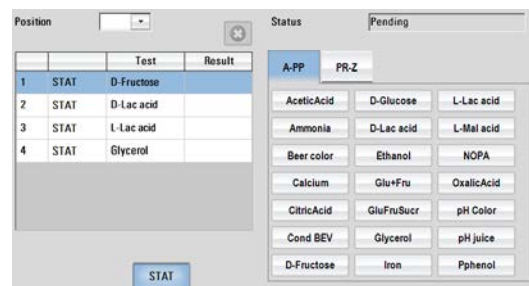 Position
Test Result
1 STAT D-Fructose
2 STAT D-Lac acid
3 STAT L-Lac acid
4 STAT Glycerol
STAT
Status Pending
A-PP PR-Z
AceticAcid D-Glucose L-Lac acid
Ammonia D-Lac acid L-Mal acid
Beer color Ethanol NOPA
Calcium Glu+Fru OxalicAcid
CitricAcid GluFruSucr pH Color
Cond BEV Glycerol pH juice
D-Fructose Iron Pphenol